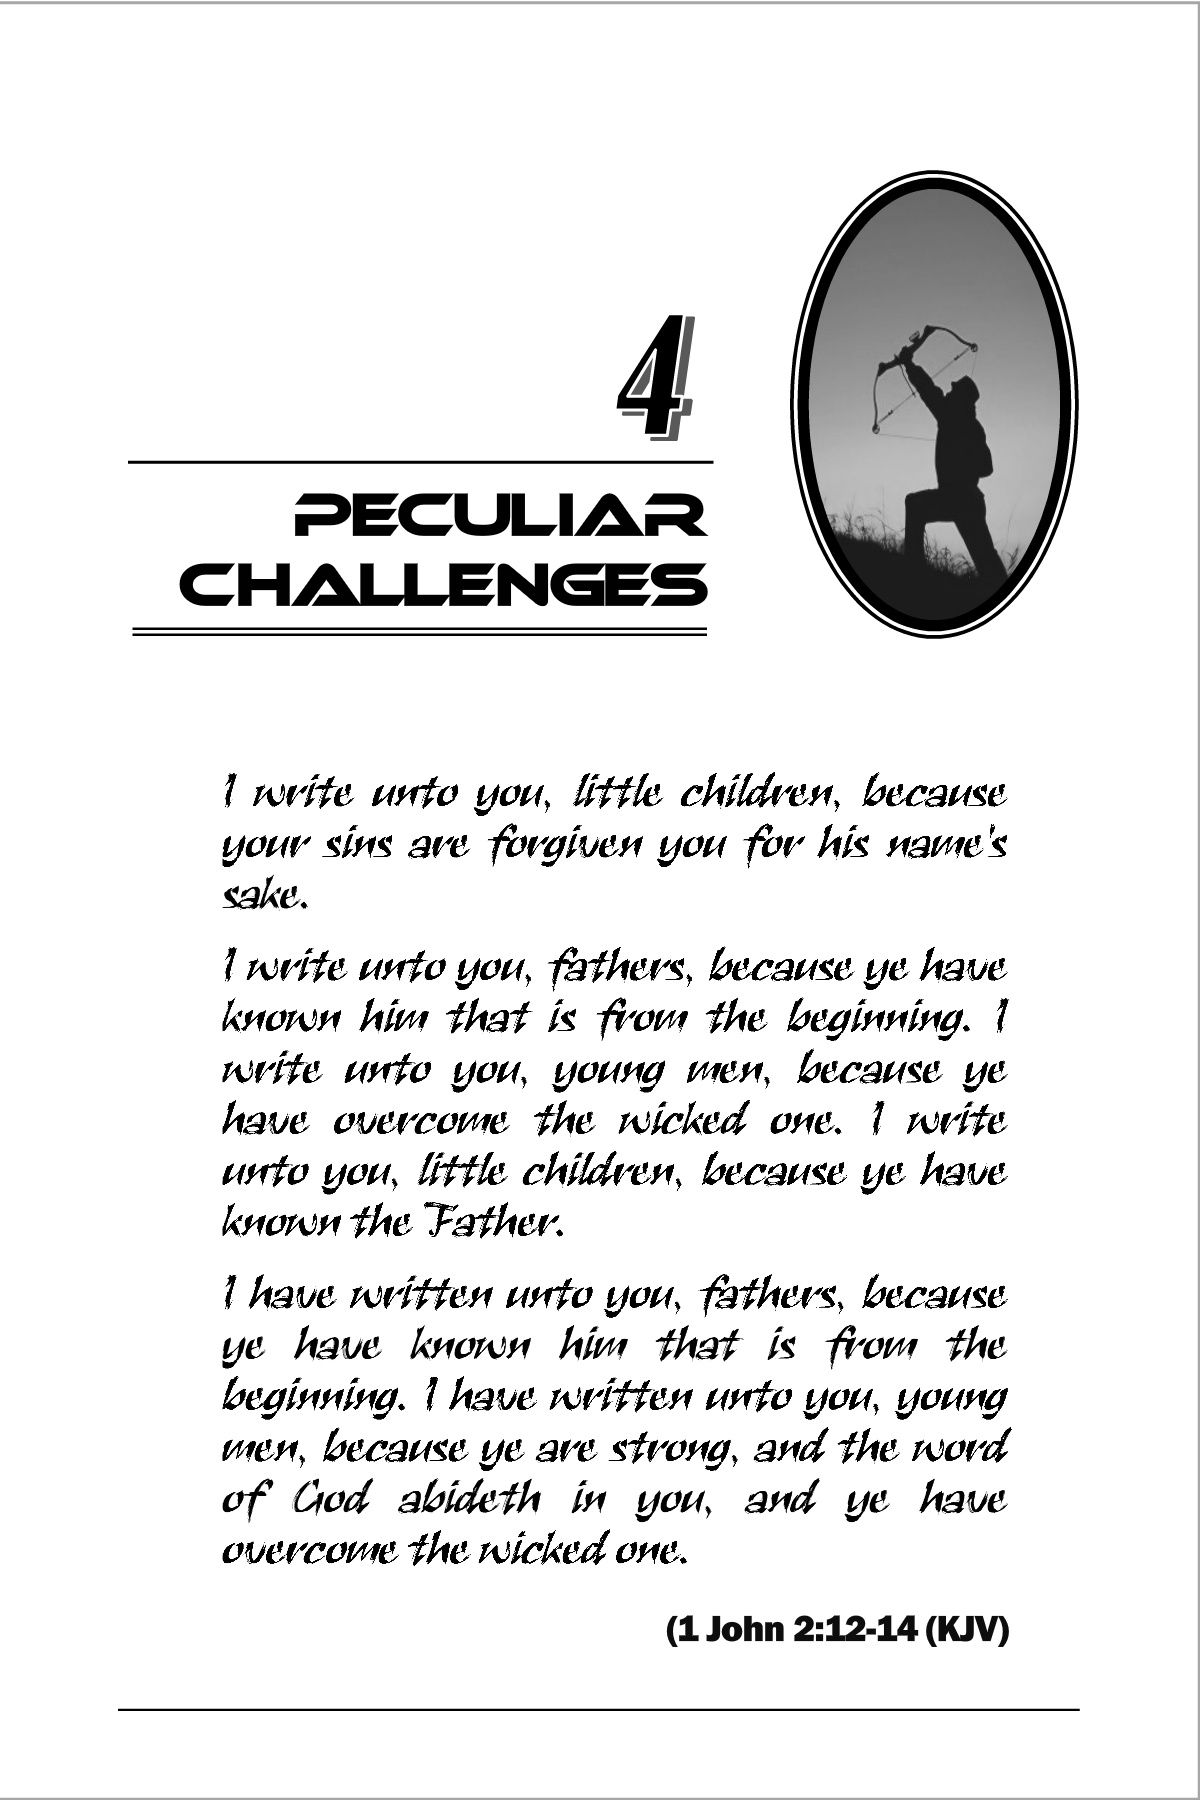 4
PECULIAR
CHALLENGES
I write unto you, little children, because
your sins are forgiven you for his name's
sake.
I write unto you, fathers, because ye have
known him that is from the beginning. I
write unto you, young men, because ye
have overcome the wicked one. I write
unto you, little children, because ye have
known the Father.
I have written unto you, fathers, because
ye have known him that is from the
beginning. I have written unto you, young
men, because ye are strong, and the word
of God abideth in you, and ye have
overcome the wicked one.
(1 John 2:12-14 (KJV)